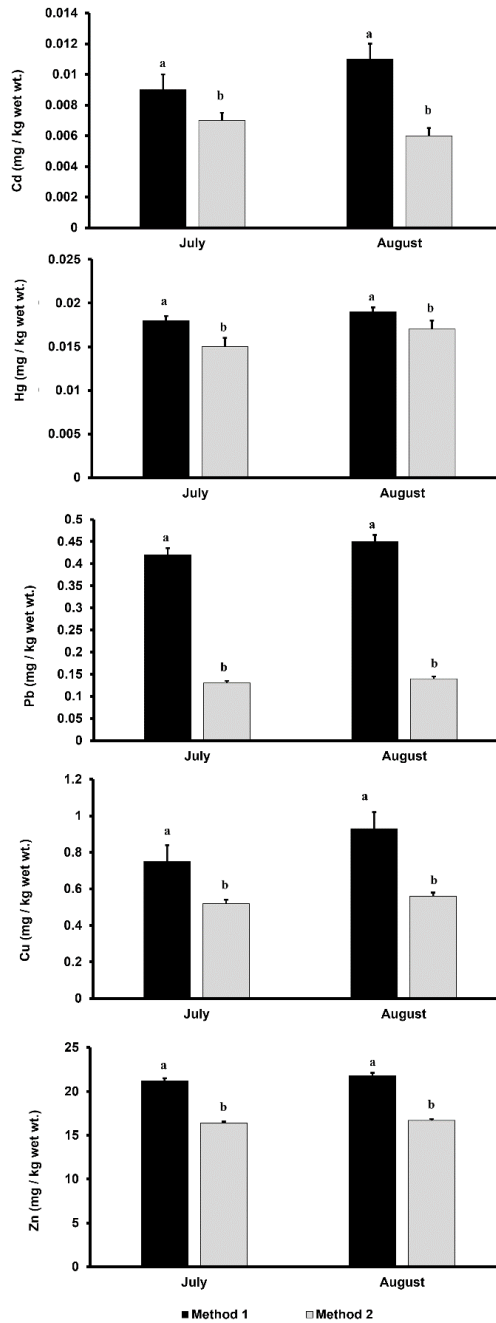 0.014
0.012
0.01
0.008
0.006
0.004
0.002
0
Cd (mg / kg wet wt.)
a
b
a
b
July August
0.025
0.02
0.015
0.01
0.005
0
Hg (mg / kg wet wt.)
a
b
a
b
July August
0.5
0.45
0.4
0.35
0.3
0.25
0.2
0.15
0.1
0.05
0
Pb (mg / kg wet wt.)
a
b
a
b
July August
1.2
1
0.8
0.6
0.4
0.2
0
Cu (mg / kg wet wt.)
a
b
a
b
July August
25
20
15
10
5
0
Zn (mg / kg wet wt.)
a
b
a
b
July August
Method 1 Method 2